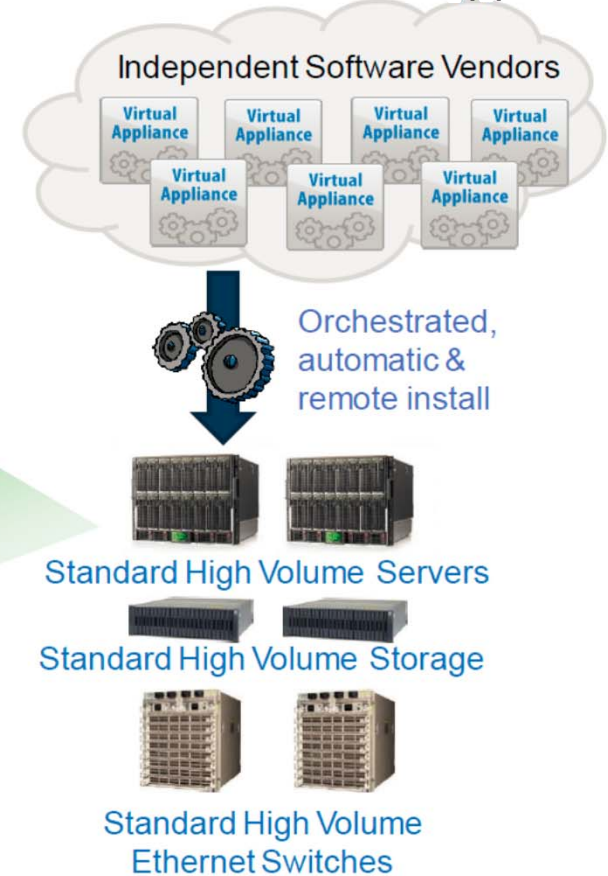 Independent Software Vendors
Virtual
Appliance
Virtual
Appliance
Virtual
Appliance
Virtual
Appliance
Virtual
Appliance
Virtual
Appliance
Virtual
Appliance
Orchestrated,
automatic &
remote install
Standard High Volume Servers
Standard High Volume Storage
Standard High Volume
Ethernet Switches